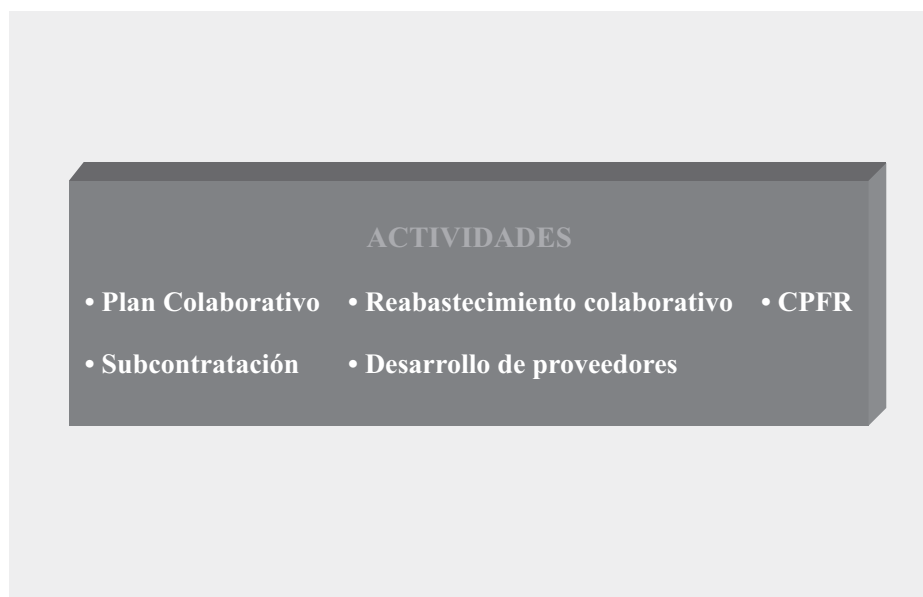 ACTIVIDADES
• Plan Colaborativo • Reabastecimiento colaborativo • CPFR
• Subcontratación • Desarrollo de proveedores